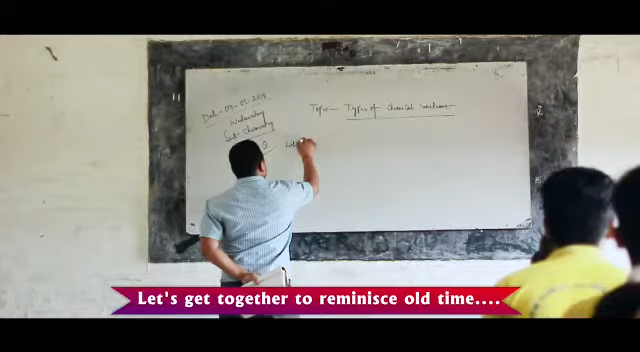 Date - 09-05-2018
Wednesday
Sub- Chemistry
Topic - Types of chemical reactions
Let's get together to reminisce old time....